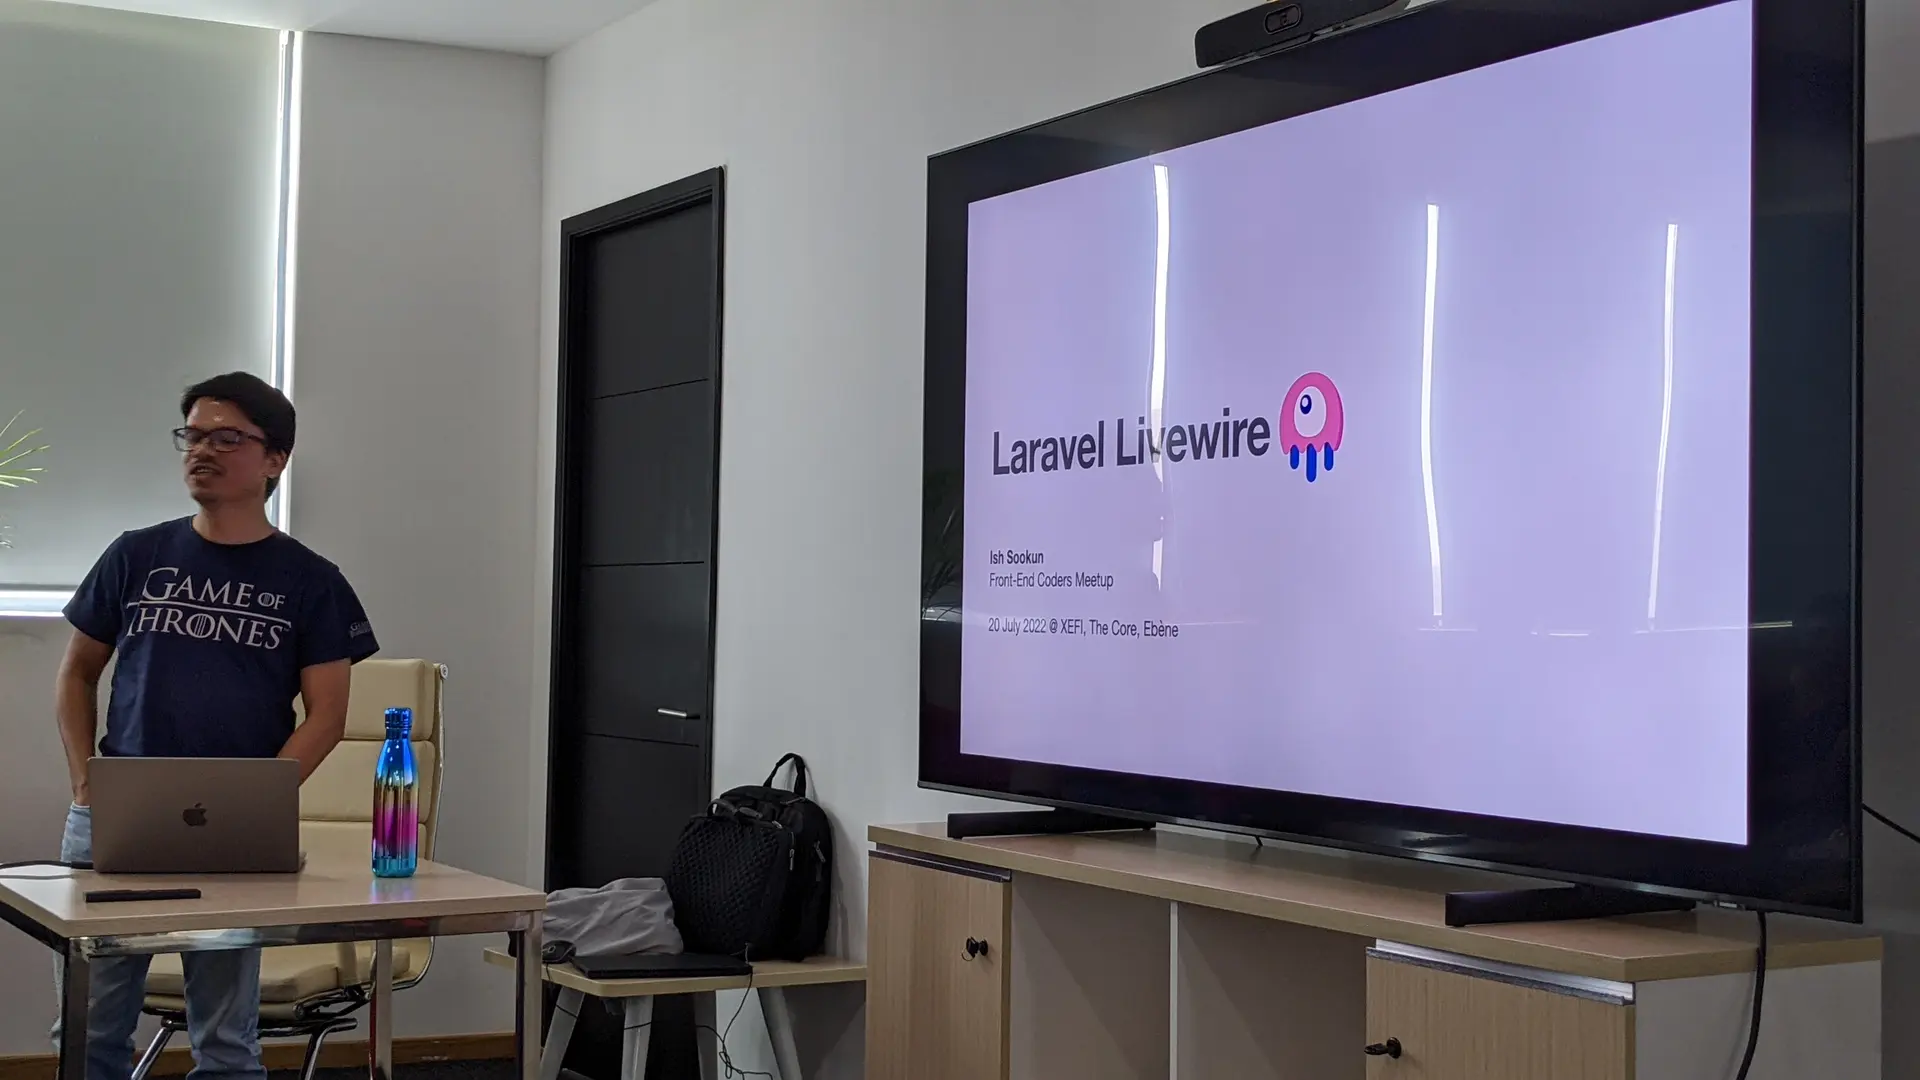 GAME OF
THRONES
Laravel Livewire
Ish Sookun
Front-End Coders Meetup
20 July 2022 @ XEFI, The Core, Ebène